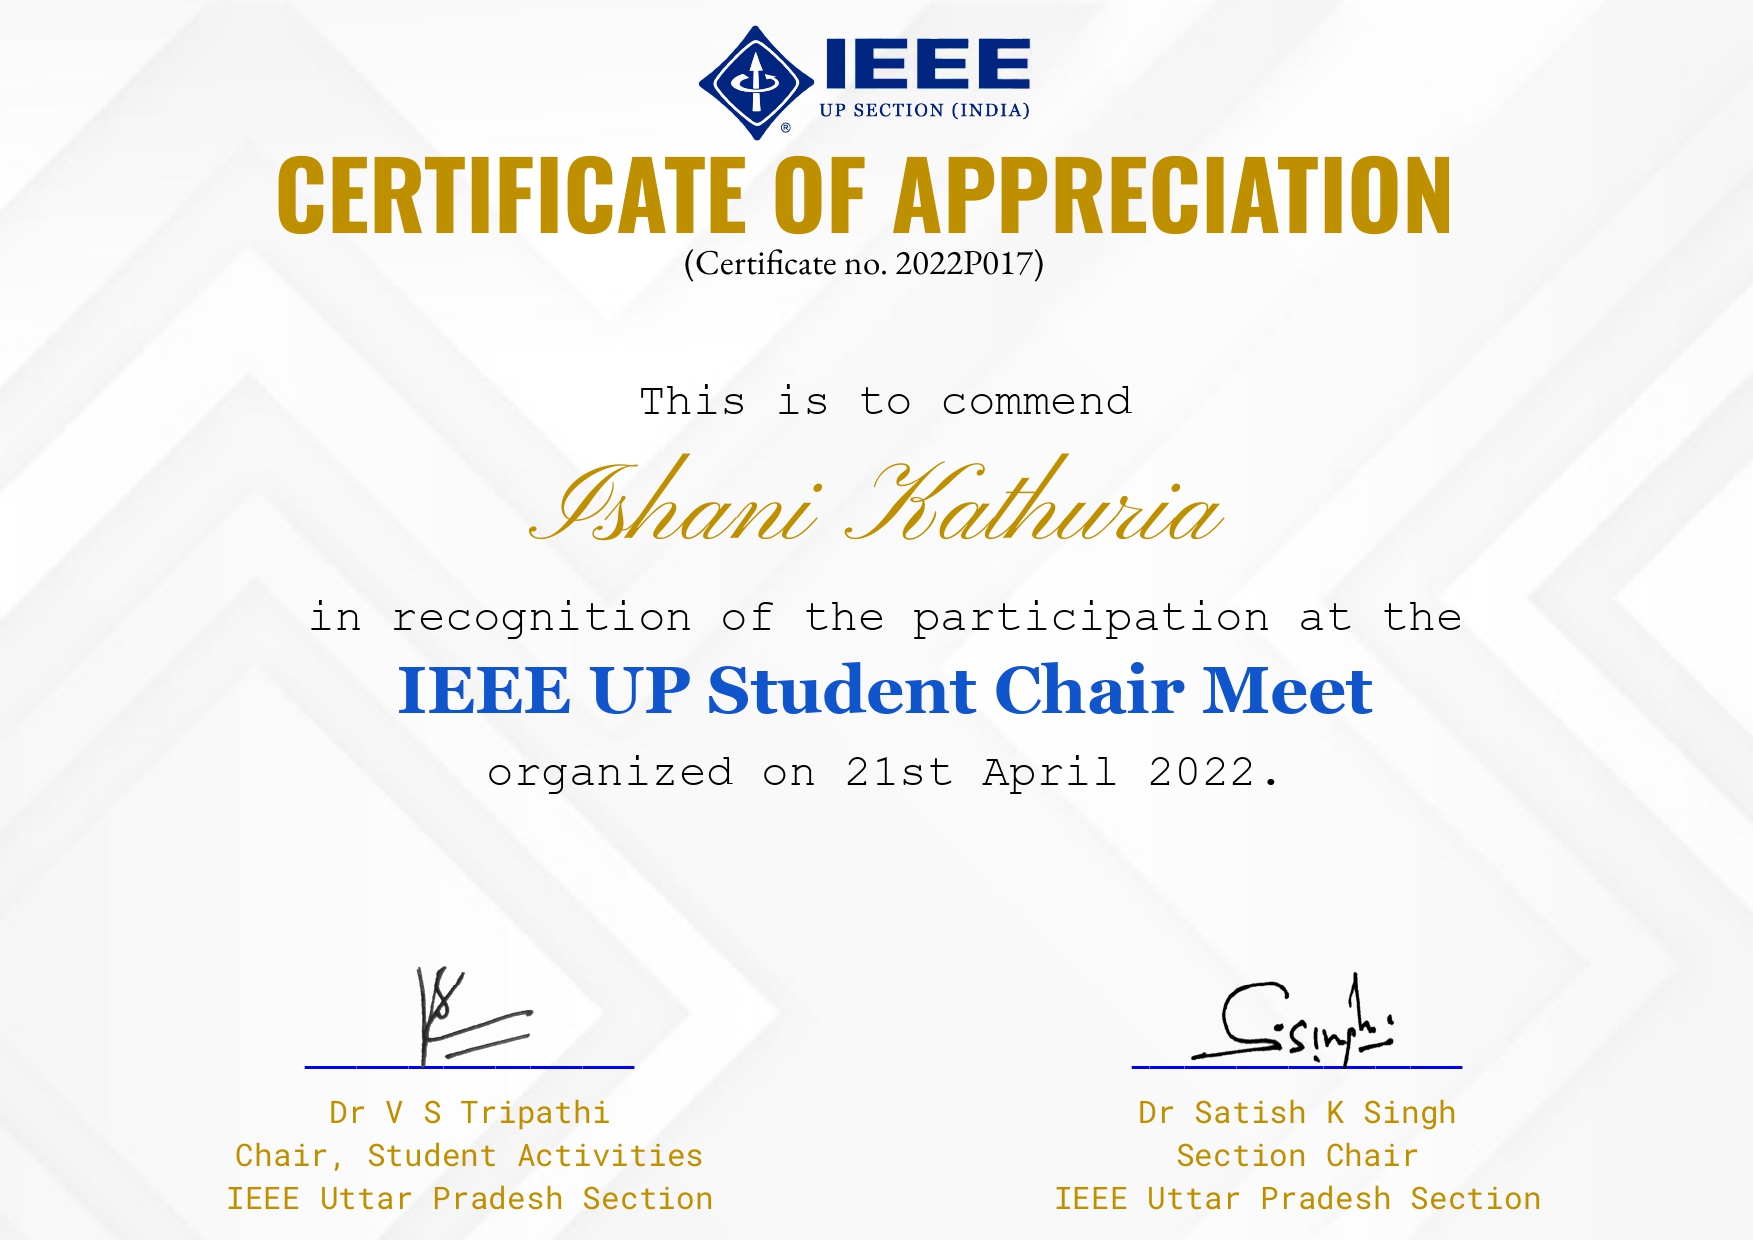 IEEE
UP SECTION (INDIA)
®
CERTIFICATE OF APPRECIATION
(Certificate no. 2022P017)
This is to commend
Ishani Kathuria
in recognition of the participation at the
IEEE UP Student Chair Meet
organized on 21st April 2022.
Dr V S Tripathi
Chair, Student Activities
IEEE Uttar Pradesh Section
Dr Satish K Singh
Section Chair
IEEE Uttar Pradesh Section